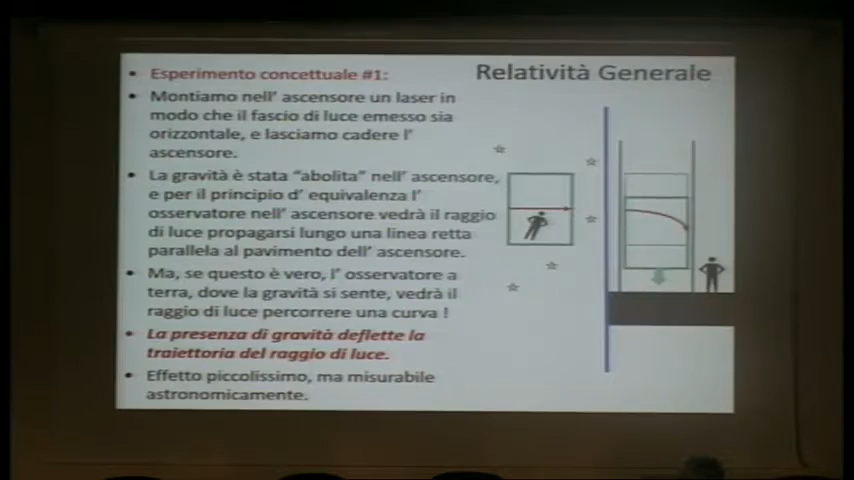 Relatività Generale
• Esperimento concettuale #1:
• Montiamo nell' ascensore un laser in
modo che il fascio di luce emesso sia
orizzontale, e lasciamo cadere l'
ascensore.
• La gravità è stata "abolita" nell' ascensore,
e per il principio d' equivalenza l'
osservatore nell' ascensore vedrà il raggio
di luce propagarsi lungo una linea retta
parallela al pavimento dell' ascensore.
• Ma, se questo è vero, l' osservatore a
terra, dove la gravità si sente, vedrà il
raggio di luce percorrere una curva !
• La presenza di gravità deflette la
traiettoria del raggio di luce.
• Effetto piccolissimo, ma misurabile
astronomicamente.